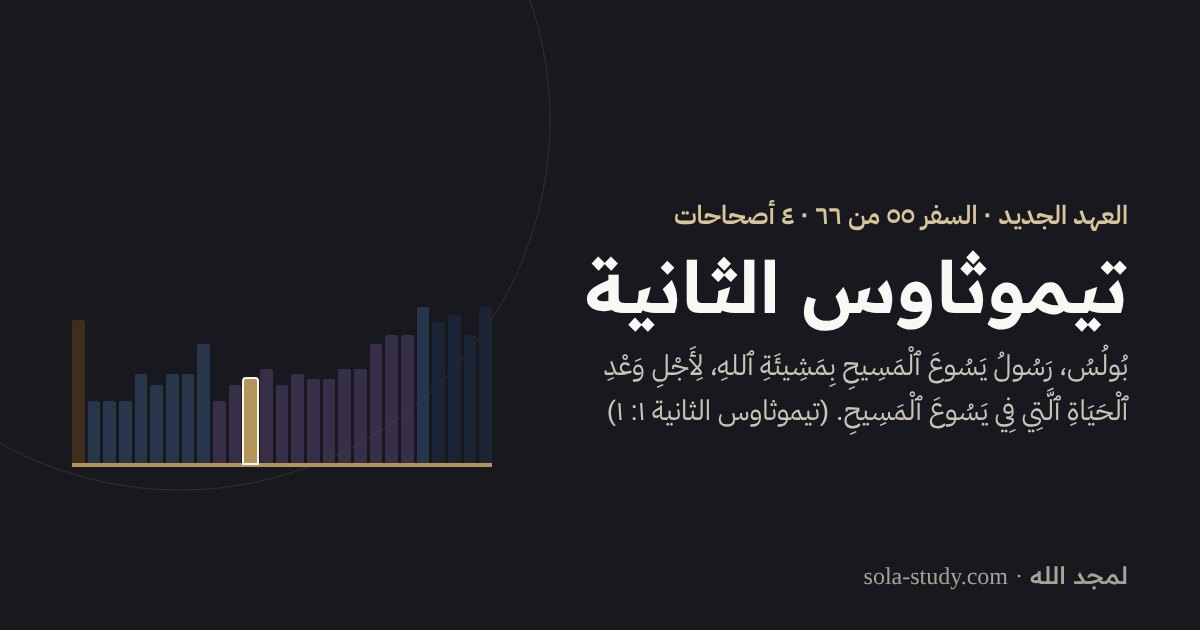 العهد الجديد · السفر ٥٥ من ٦٦ · ٤ أصحاحات
تيموثاوس الثانية
بُولُسُ، رَسُولُ يَسُوعَ ٱلْمَسِيحِ بِمَشِيئَةِ ٱللهِ، لِأَجْلِ وَعْدِ
ٱلْحَيَاةِ ٱلَّتِي فِي يَسُوعَ ٱلْمَسِيحِ. (تيموثاوس الثانية ١: ١)
لمجد الله · sola-study.com